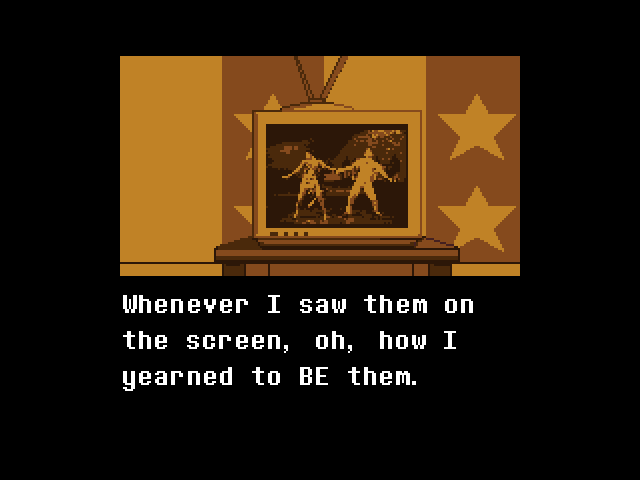 Whenever I saw them on
the screen, oh, how I
yearned to BE them.